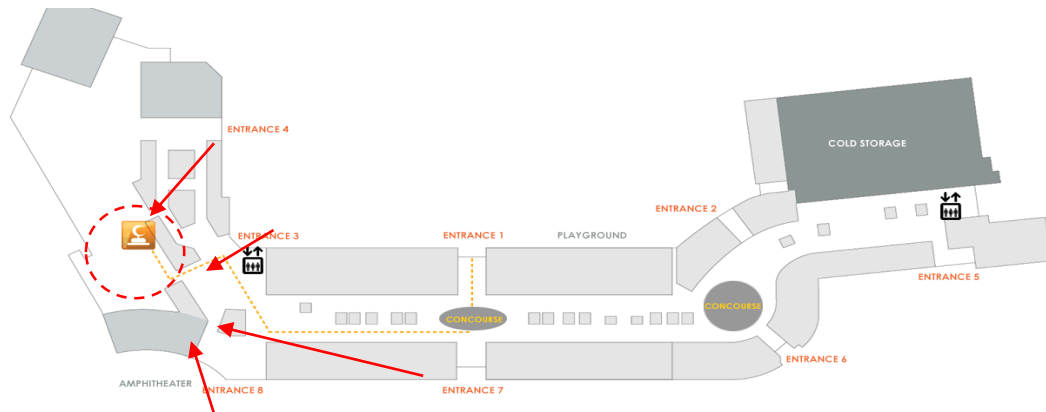 ENTRANCE 4
COLD STORAGE
ENTRANCE 2
ENTRANCE 3
ENTRANCE 1
PLAYGROUND
ENTRANCE 5
CONCOURSE
CONCOURSE
ENTRANCE 6
AMPHITHEATER
ENTRANCE 8
ENTRANCE 7